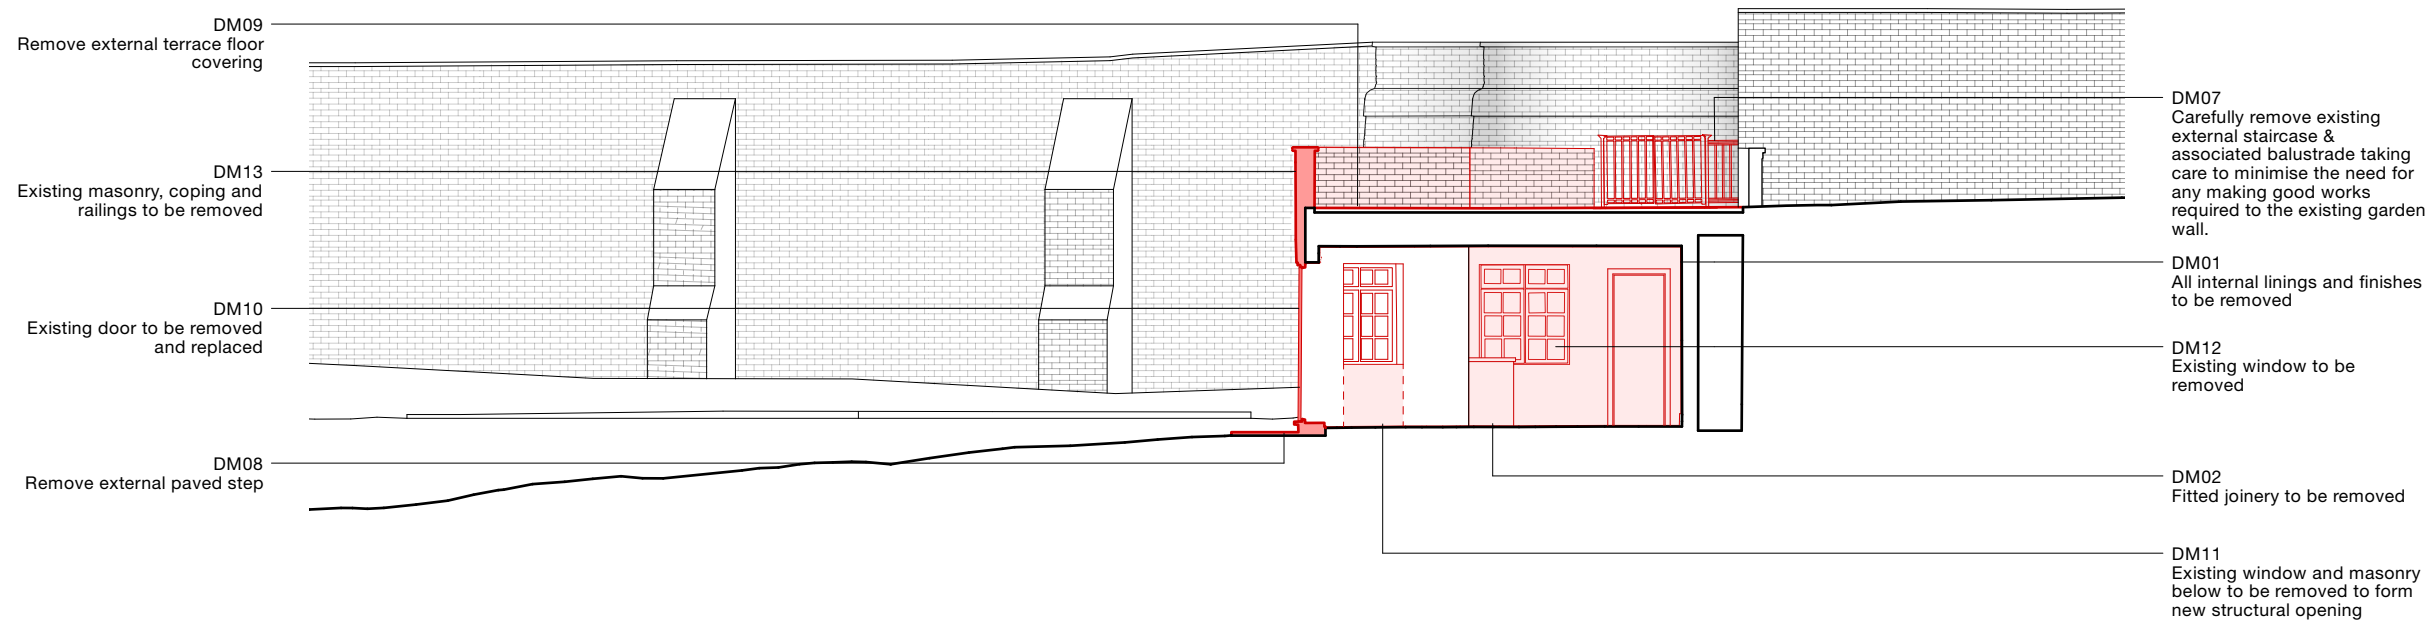 DM09
Remove external terrace floor
covering
DM13
Existing masonry, coping and
railings to be removed
DM10
Existing door to be removed
and replaced
DM08
Remove external paved step
DM07
Carefully remove existing
external staircase &
associated balustrade taking
care to minimise the need for
any making good works
required to the existing garden
wall.
DM01
All internal linings and finishes
to be removed
DM12
Existing window to be
removed
DM02
Fitted joinery to be removed
DM11
Existing window and masonry
below to be removed to form
new structural opening